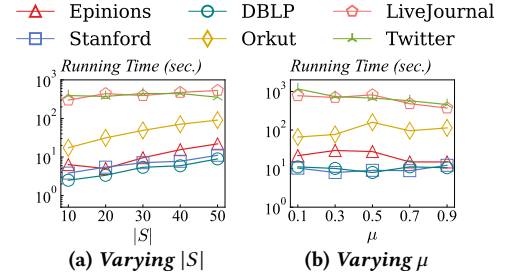 Epinions DBLP LiveJournal
Stanford Orkut Twitter
Running Time (sec.) Running Time (sec.)
10³ 10³
10² 10²
10¹ 10¹
10⁰ 10⁰
10 20 30 40 50 0.1 0.3 0.5 0.7 0.9
|S| μ
(a) Varying |S| (b) Varying μ